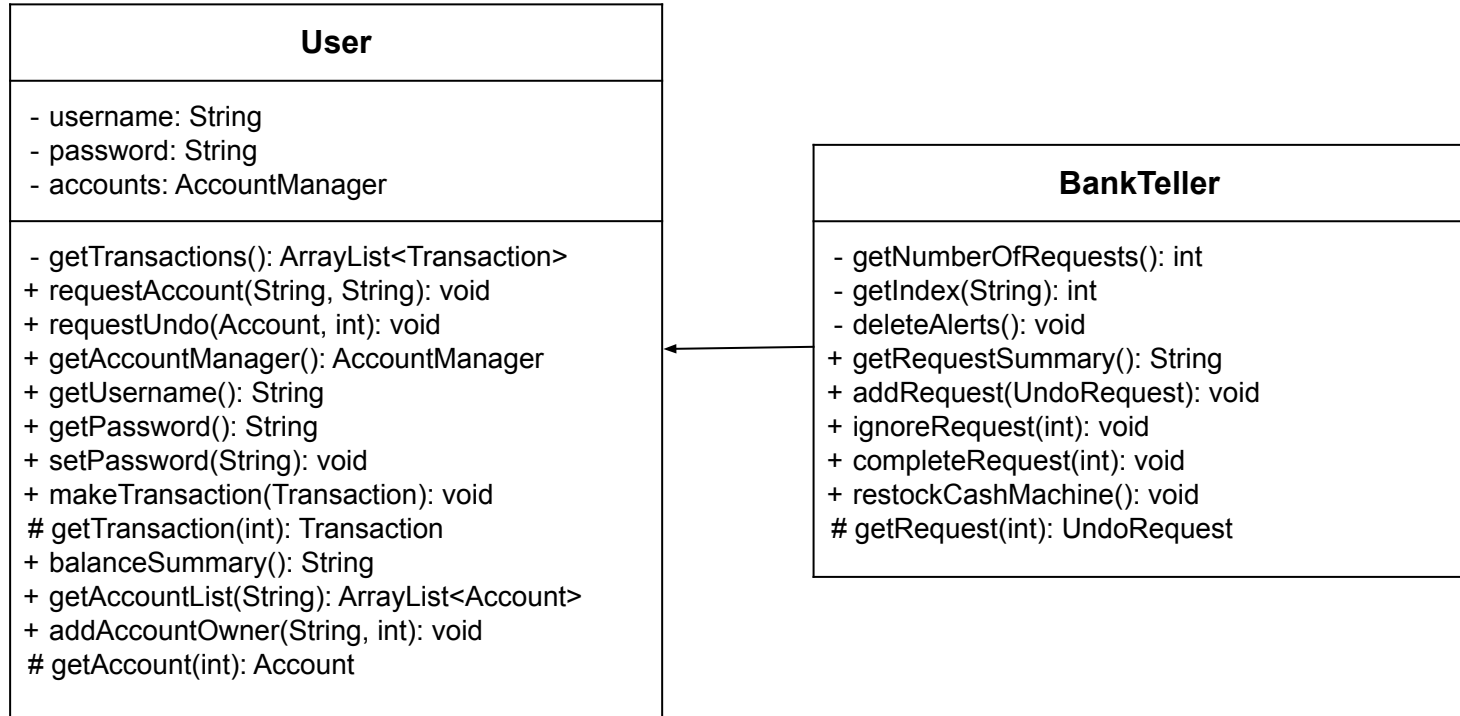 User
- username: String
- password: String
- accounts: AccountManager
- getTransactions(): ArrayList<Transaction>
+ requestAccount(String, String): void
+ requestUndo(Account, int): void
+ getAccountManager(): AccountManager
+ getUsername(): String
+ getPassword(): String
+ setPassword(String): void
+ makeTransaction(Transaction): void
# getTransaction(int): Transaction
+ balanceSummary(): String
+ getAccountList(String): ArrayList<Account>
+ addAccountOwner(String, int): void
# getAccount(int): Account
BankTeller
- getNumberOfRequests(): int
- getIndex(String): int
- deleteAlerts(): void
+ getRequestSummary(): String
+ addRequest(UndoRequest): void
+ ignoreRequest(int): void
+ completeRequest(int): void
+ restockCashMachine(): void
# getRequest(int): UndoRequest